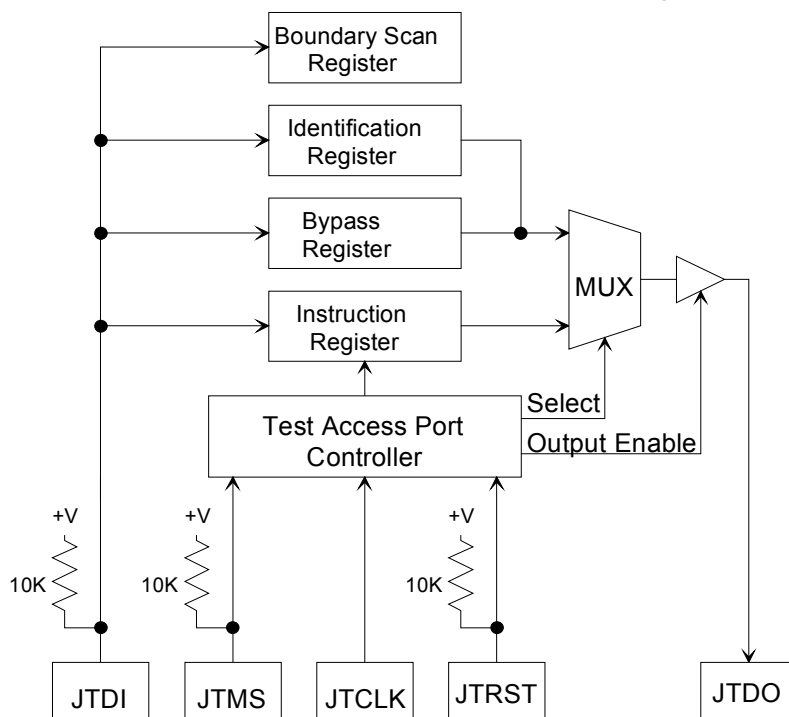 Boundary Scan
Register
Identification
Register
Bypass
Register
MUX
Instruction
Register
Select
Test Access Port
Controller
Output Enable
+V
+V
+V
10K
10K
10K
JTDI
JTMS
JTCLK
JTRST
JTDO